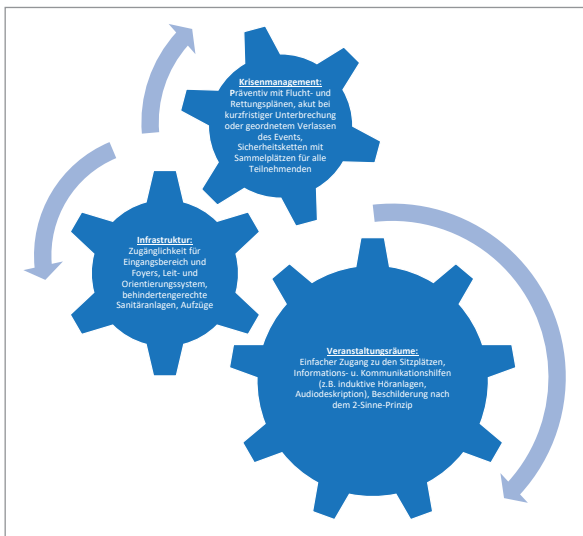 Krisenmanagement:
Präventiv mit Flucht- und
Rettungsplänen, akut bei
kurzfristiger Unterbrechung
oder geordnetem Verlassen
des Events,
Sicherheitsketten mit
Sammelplätzen für alle
Teilnehmenden
Infrastruktur:
Zugänglichkeit für
Eingangsbereich und
Foyers, Leit- und
Orientierungssystem,
behindertengerechte
Sanitäranlagen, Aufzüge
Veranstaltungsräume:
Einfacher Zugang zu den Sitzplätzen,
Informations- u. Kommunikationshilfen
(z.B. induktive Höranlagen,
Audiodeskription), Beschilderung nach
dem 2-Sinne-Prinzip